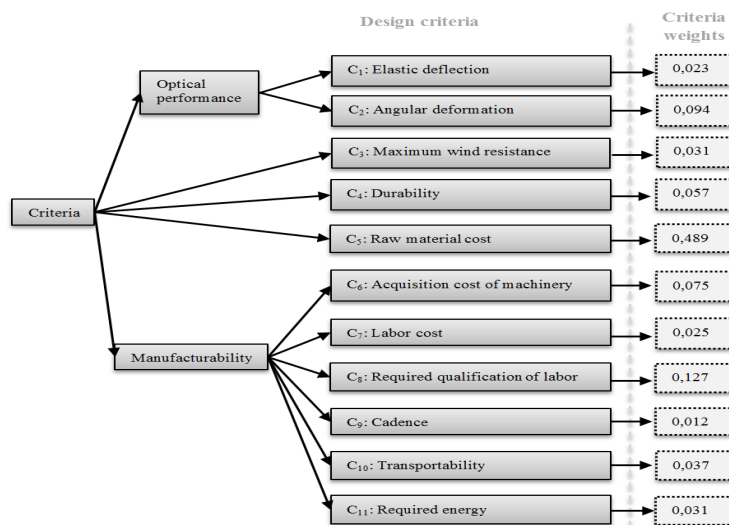 Design criteria
Criteria
weights
Optical
performance
C₁: Elastic deflection
0,023
C₂: Angular deformation
0,094
C₃: Maximum wind resistance
0,031
C₄: Durability
0,057
Criteria
C₅: Raw material cost
0,489
C₆: Acquisition cost of machinery
0,075
Manufacturability
C₇: Labor cost
0,025
C₈: Required qualification of labor
0,127
C₉: Cadence
0,012
C₁₀: Transportability
0,037
C₁₁: Required energy
0,031